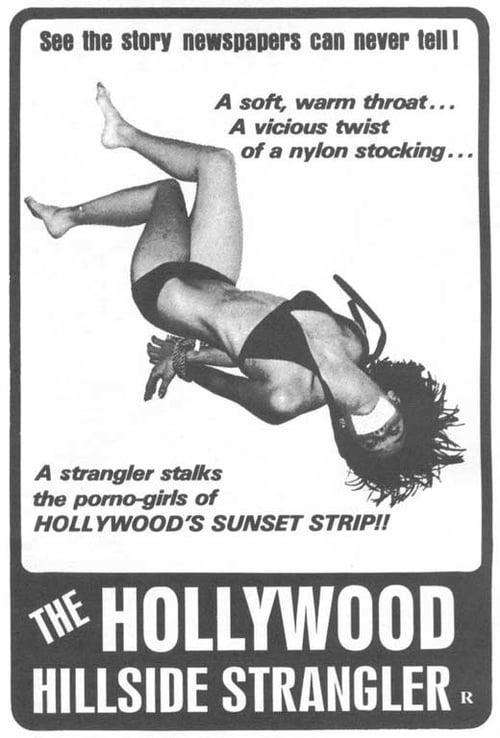 See the story newspapers can never tell!
A soft, warm throat...
A vicious twist
of a nylon stocking...
A strangler stalks
the porno-girls of
HOLLYWOOD'S SUNSET STRIP!!
THE HOLLYWOOD
HILLSIDE STRANGLER R